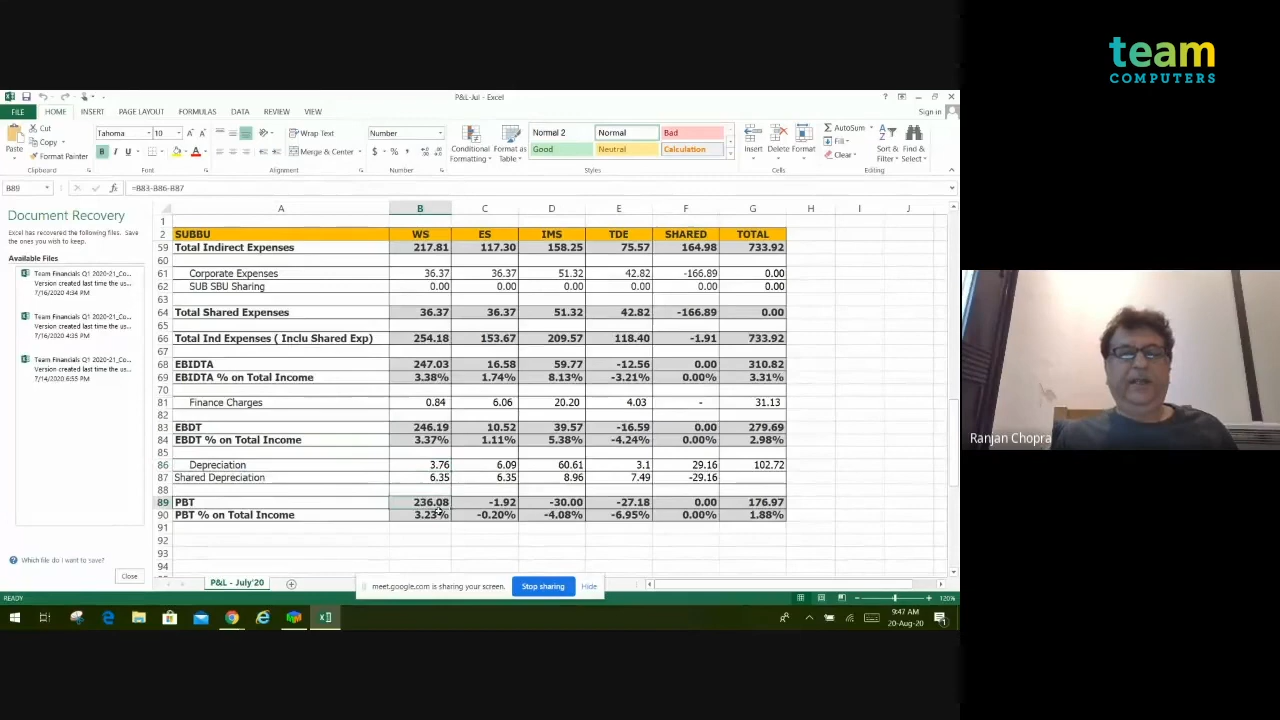 team
COMPUTERS
P&L-Jul - Excel
Sign in
FILE HOME INSERT PAGE LAYOUT FORMULAS DATA REVIEW VIEW
Paste
Cut
Copy
Format Painter
Tahoma 10
Wrap Text
Merge & Center
Number
Conditional Formatting
Format as Table
Normal 2 Normal Bad
Good Neutral Calculation
Insert Delete Format
AutoSum
Fill
Clear
Sort & Filter
Find & Select
Clipboard Font Alignment Number Styles Cells Editing
B89 =B83-B86-B87
Document Recovery
Excel has recovered the following files. Save the ones you wish to keep.
Available Files
Team Financials Q1 2020-21_Co...
Version created last time the us...
7/16/2020 4:34 PM
Team Financials Q1 2020-21_Co...
Version created last time the us...
7/16/2020 4:35 PM
Team Financials Q1 2020-21_Co...
Version created last time the us...
7/14/2020 6:55 PM
Which file do I want to save?
Close
A B C D E F G H I J
1
2 SUBBU WS ES IMS TDE SHARED TOTAL
59 Total Indirect Expenses 217.81 117.30 158.25 75.57 164.98 733.92
60
61 Corporate Expenses 36.37 36.37 51.32 42.82 -166.89 0.00
62 SUB SBU Sharing 0.00 0.00 0.00 0.00 0.00 0.00
63
64 Total Shared Expenses 36.37 36.37 51.32 42.82 -166.89 0.00
65
66 Total Ind Expenses ( Inclu Shared Exp) 254.18 153.67 209.57 118.40 -1.91 733.92
67
68 EBIDTA 247.03 16.58 59.77 -12.56 0.00 310.82
69 EBIDTA % on Total Income 3.38% 1.74% 8.13% -3.21% 0.00% 3.31%
70
81 Finance Charges 0.84 6.06 20.20 4.03 - 31.13
82
83 EBDT 246.19 10.52 39.57 -16.59 0.00 279.69
84 EBDT % on Total Income 3.37% 1.11% 5.38% -4.24% 0.00% 2.98%
85
86 Depreciation 3.76 6.09 60.61 3.1 29.16 102.72
87 Shared Depreciation 6.35 6.35 8.96 7.49 -29.16
88
89 PBT 236.08 -1.92 -30.00 -27.18 0.00 176.97
90 PBT % on Total Income 3.23% -0.20% -4.08% -6.95% 0.00% 1.88%
91
92
93
94
P&L - July'20
meet.google.com is sharing your screen. Stop sharing Hide
READY
120%
9:47 AM
20-Aug-20
Ranjan Chopra